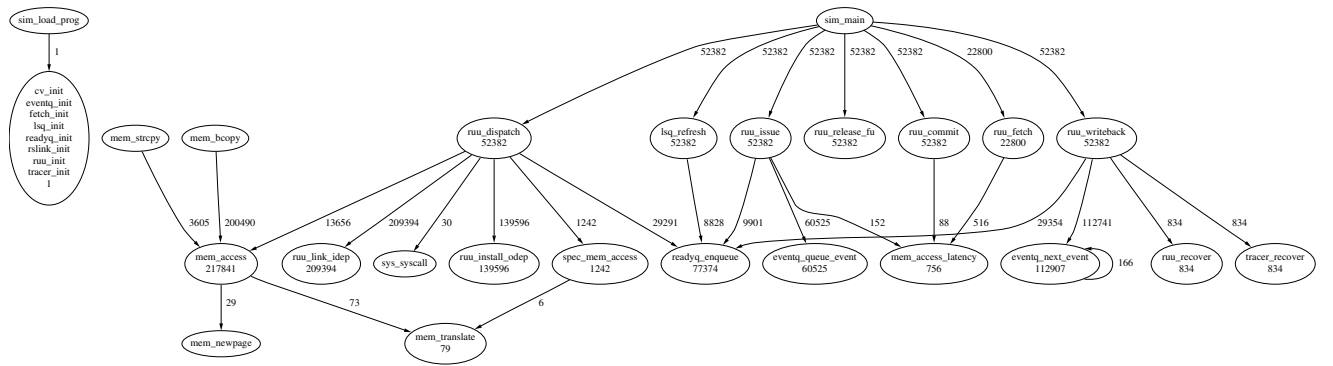 sim_load_prog
sim_main
1
52382
52382
52382
52382
52382
22800
52382
cv_init
eventq_init
fetch_init
lsq_init
readyq_init
rslink_init
ruu_init
tracer_init
1
mem_strcpy
mem_bcopy
ruu_dispatch
52382
lsq_refresh
52382
ruu_issue
52382
ruu_release_fu
52382
ruu_commit
52382
ruu_fetch
22800
ruu_writeback
52382
3605
200490
13656
209394
30
139596
1242
29291
8828
9901
60525
152
88
516
29354
112741
834
834
mem_access
217841
ruu_link_idep
209394
sys_syscall
ruu_install_odep
139596
spec_mem_access
1242
readyq_enqueue
77374
eventq_queue_event
60525
mem_access_latency
756
eventq_next_event
112907
166
ruu_recover
834
tracer_recover
834
29
73
6
mem_newpage
mem_translate
79